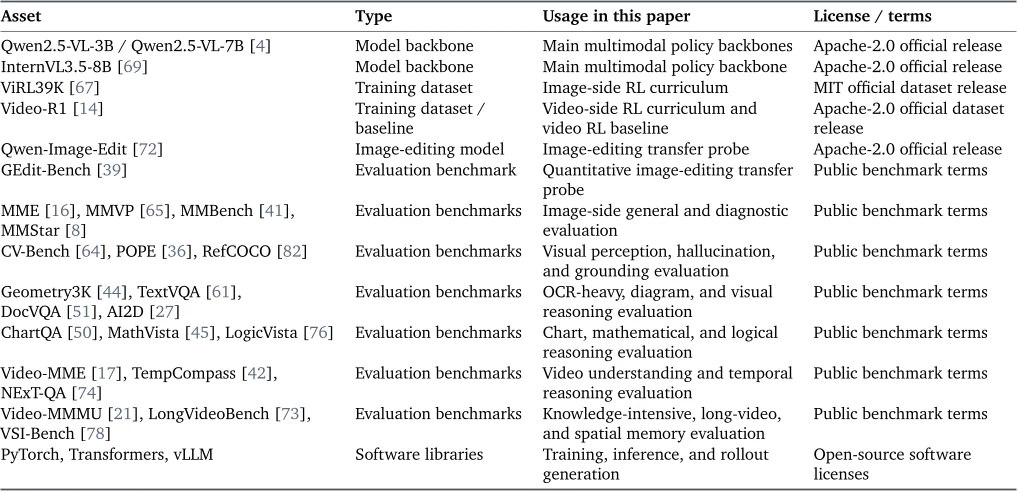 Asset Type Usage in this paper License / terms
Qwen2.5-VL-3B / Qwen2.5-VL-7B [4] Model backbone Main multimodal policy backbones Apache-2.0 official release
InternVL3.5-8B [69] Model backbone Main multimodal policy backbone Apache-2.0 official release
ViRL39K [67] Training dataset Image-side RL curriculum MIT official dataset release
Video-R1 [14] Training dataset / Video-side RL curriculum and Apache-2.0 official dataset
baseline video RL baseline release
Qwen-Image-Edit [72] Image-editing model Image-editing transfer probe Apache-2.0 official release
GEdit-Bench [39] Evaluation benchmark Quantitative image-editing transfer Public benchmark terms
probe
MME [16], MMVP [65], MMBench [41], Evaluation benchmarks Image-side general and diagnostic Public benchmark terms
MMStar [8] evaluation
CV-Bench [64], POPE [36], RefCOCO [82] Evaluation benchmarks Visual perception, hallucination, Public benchmark terms
and grounding evaluation
Geometry3K [44], TextVQA [61], Evaluation benchmarks OCR-heavy, diagram, and visual Public benchmark terms
DocVQA [51], AI2D [27] reasoning evaluation
ChartQA [50], MathVista [45], LogicVista [76] Evaluation benchmarks Chart, mathematical, and logical Public benchmark terms
reasoning evaluation
Video-MME [17], TempCompass [42], Evaluation benchmarks Video understanding and temporal Public benchmark terms
NExT-QA [74] reasoning evaluation
Video-MMMU [21], LongVideoBench [73], Evaluation benchmarks Knowledge-intensive, long-video, Public benchmark terms
VSI-Bench [78] and spatial memory evaluation
PyTorch, Transformers, vLLM Software libraries Training, inference, and rollout Open-source software
generation licenses